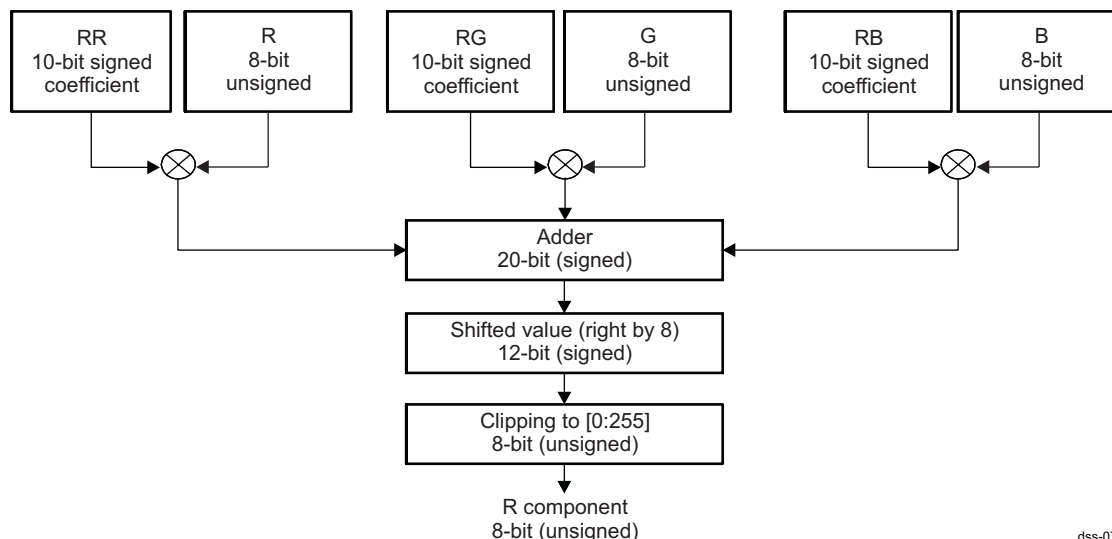 RR
10-bit signed
coefficient
R
8-bit
unsigned
RG
10-bit signed
coefficient
G
8-bit
unsigned
RB
10-bit signed
coefficient
B
8-bit
unsigned
Adder
20-bit (signed)
Shifted value (right by 8)
12-bit (signed)
Clipping to [0:255]
8-bit (unsigned)
R component
8-bit (unsigned)